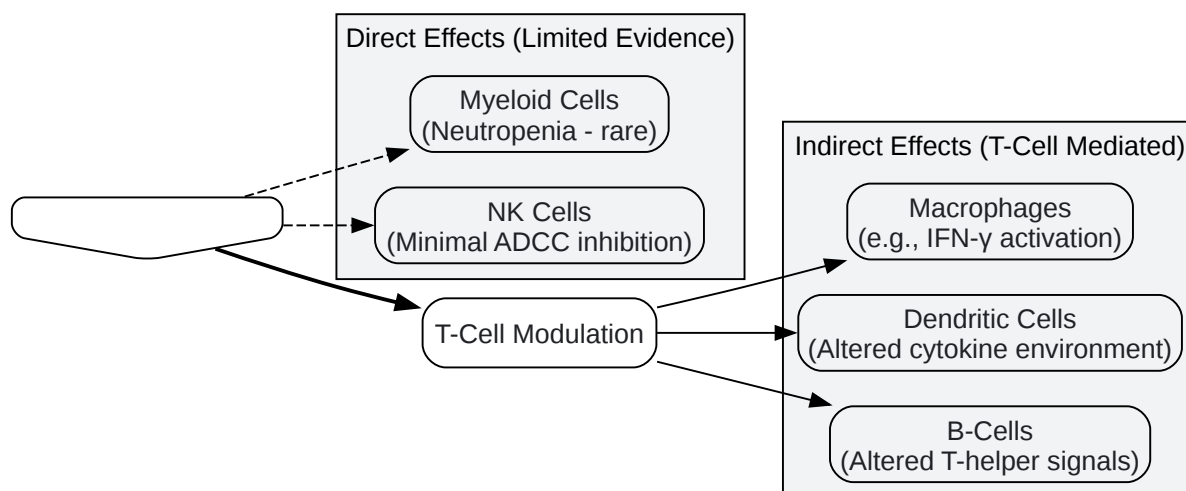 Direct Effects (Limited Evidence)
Myeloid Cells
(Neutropenia - rare)
NK Cells
(Minimal ADCC inhibition)
T-Cell Modulation
Indirect Effects (T-Cell Mediated)
Macrophages
(e.g., IFN-γ activation)
Dendritic Cells
(Altered cytokine environment)
B-Cells
(Altered T-helper signals)